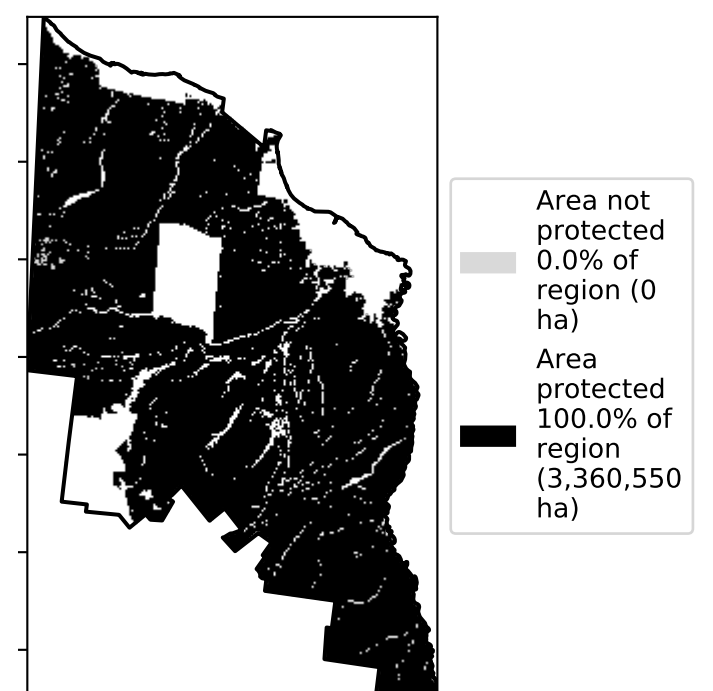 Area not
protected
0.0% of
region (0
ha)
Area
protected
100.0% of
region
(3,360,550
ha)